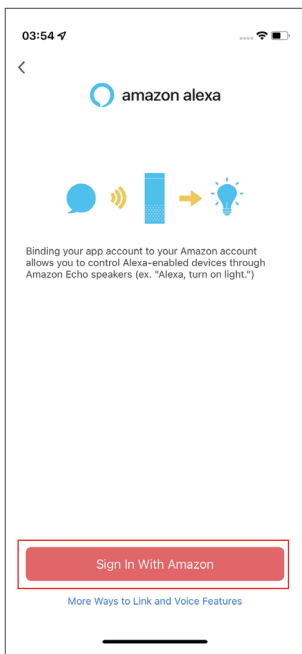 03:54
amazon alexa
Binding your app account to your Amazon account
allows you to control Alexa-enabled devices through
Amazon Echo speakers (ex. "Alexa, turn on light.")
Sign In With Amazon
More Ways to Link and Voice Features